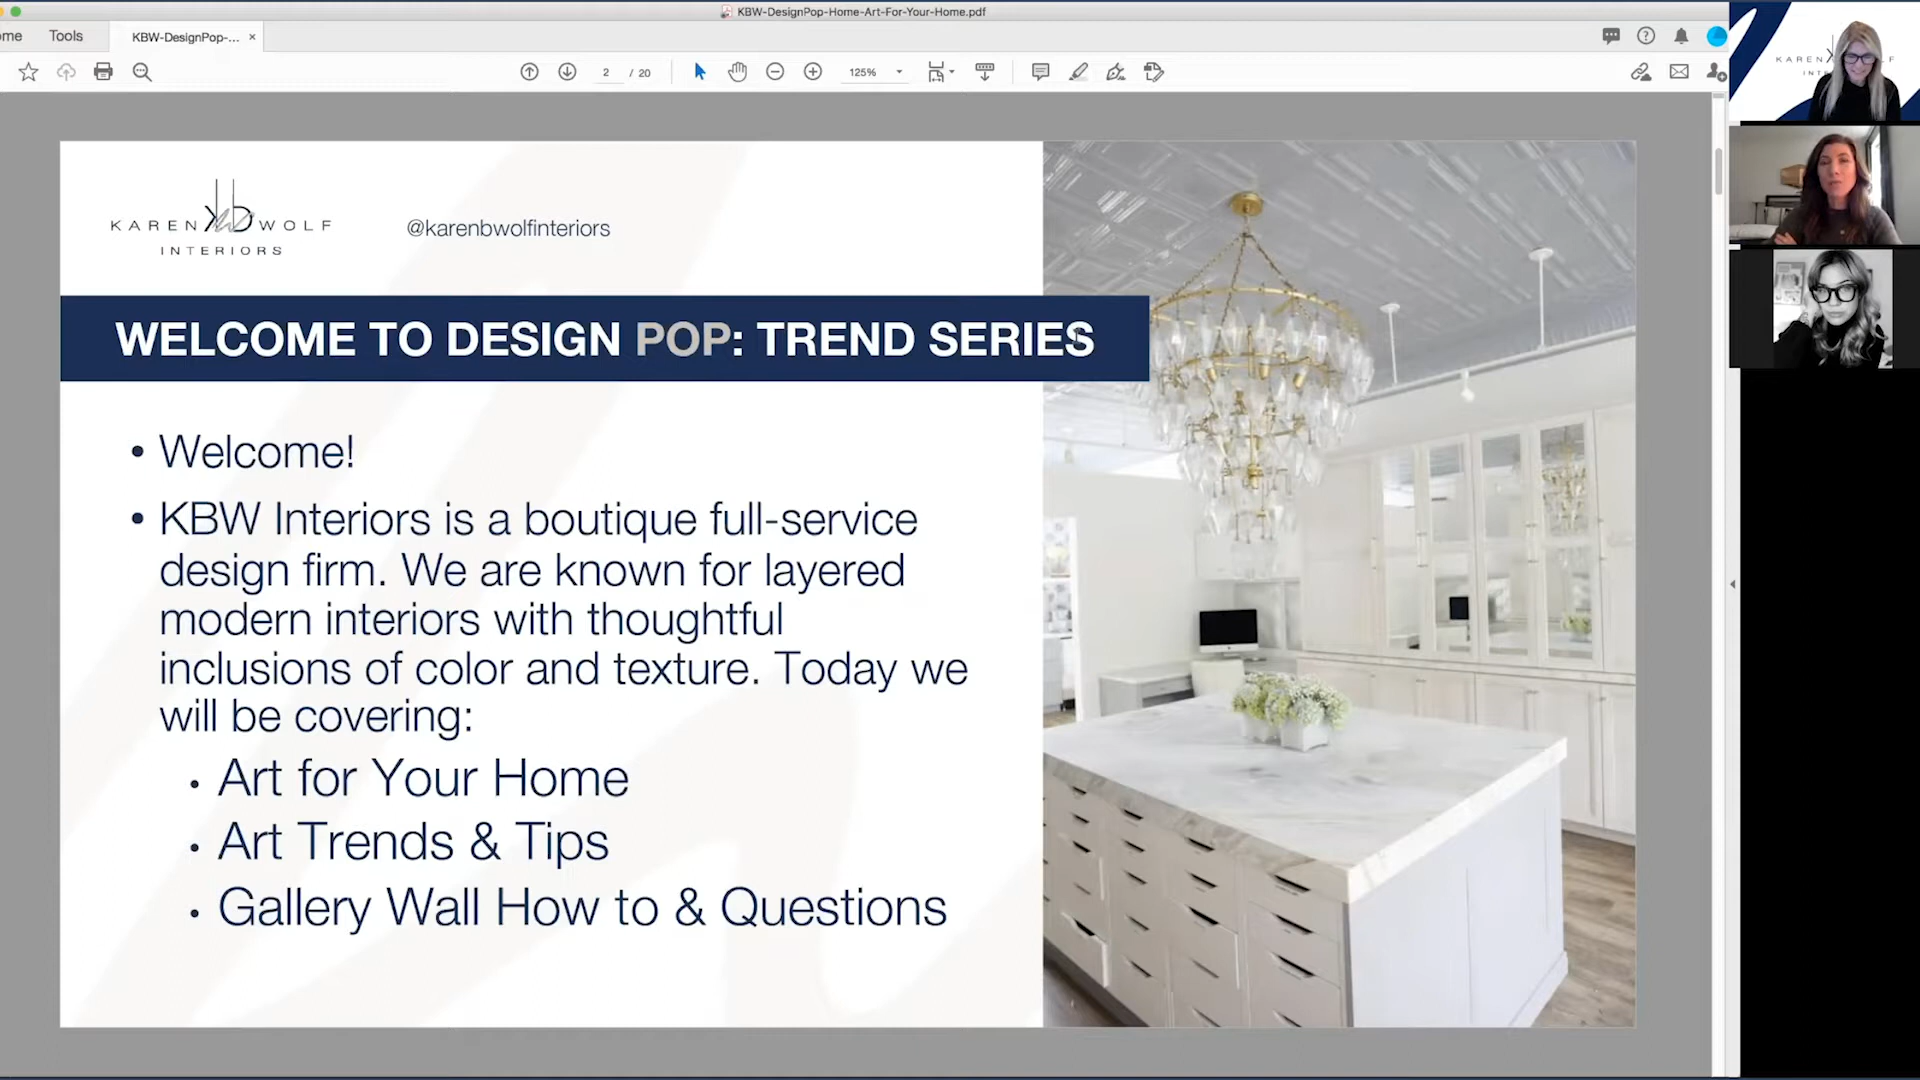 KBW-DesignPop-Home-Art-For-Your-Home.pdf
ome Tools KBW-DesignPop-... ×
2 / 20 125%
KAREN WOLF
INTERIORS
@karenbwolfinteriors
WELCOME TO DESIGN POP: TREND SERIES
• Welcome!
• KBW Interiors is a boutique full-service
design firm. We are known for layered
modern interiors with thoughtful
inclusions of color and texture. Today we
will be covering:
• Art for Your Home
• Art Trends & Tips
• Gallery Wall How to & Questions